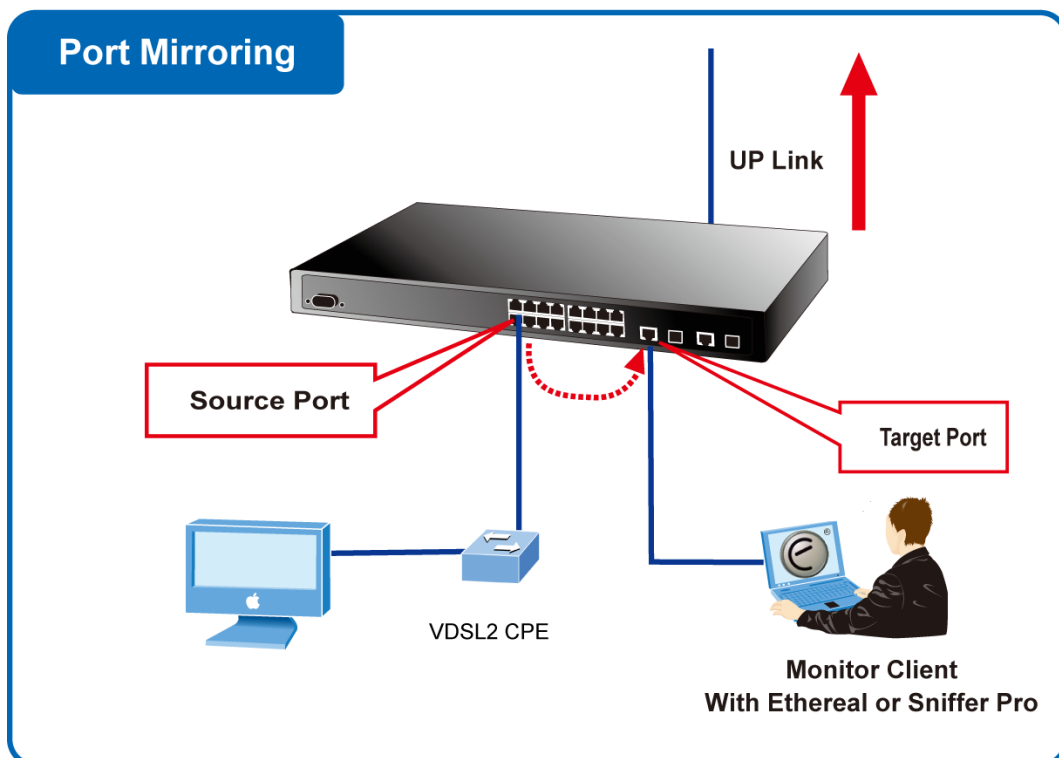 Port Mirroring
UP Link
Source Port
Target Port
VDSL2 CPE
Monitor Client
With Ethereal or Sniffer Pro